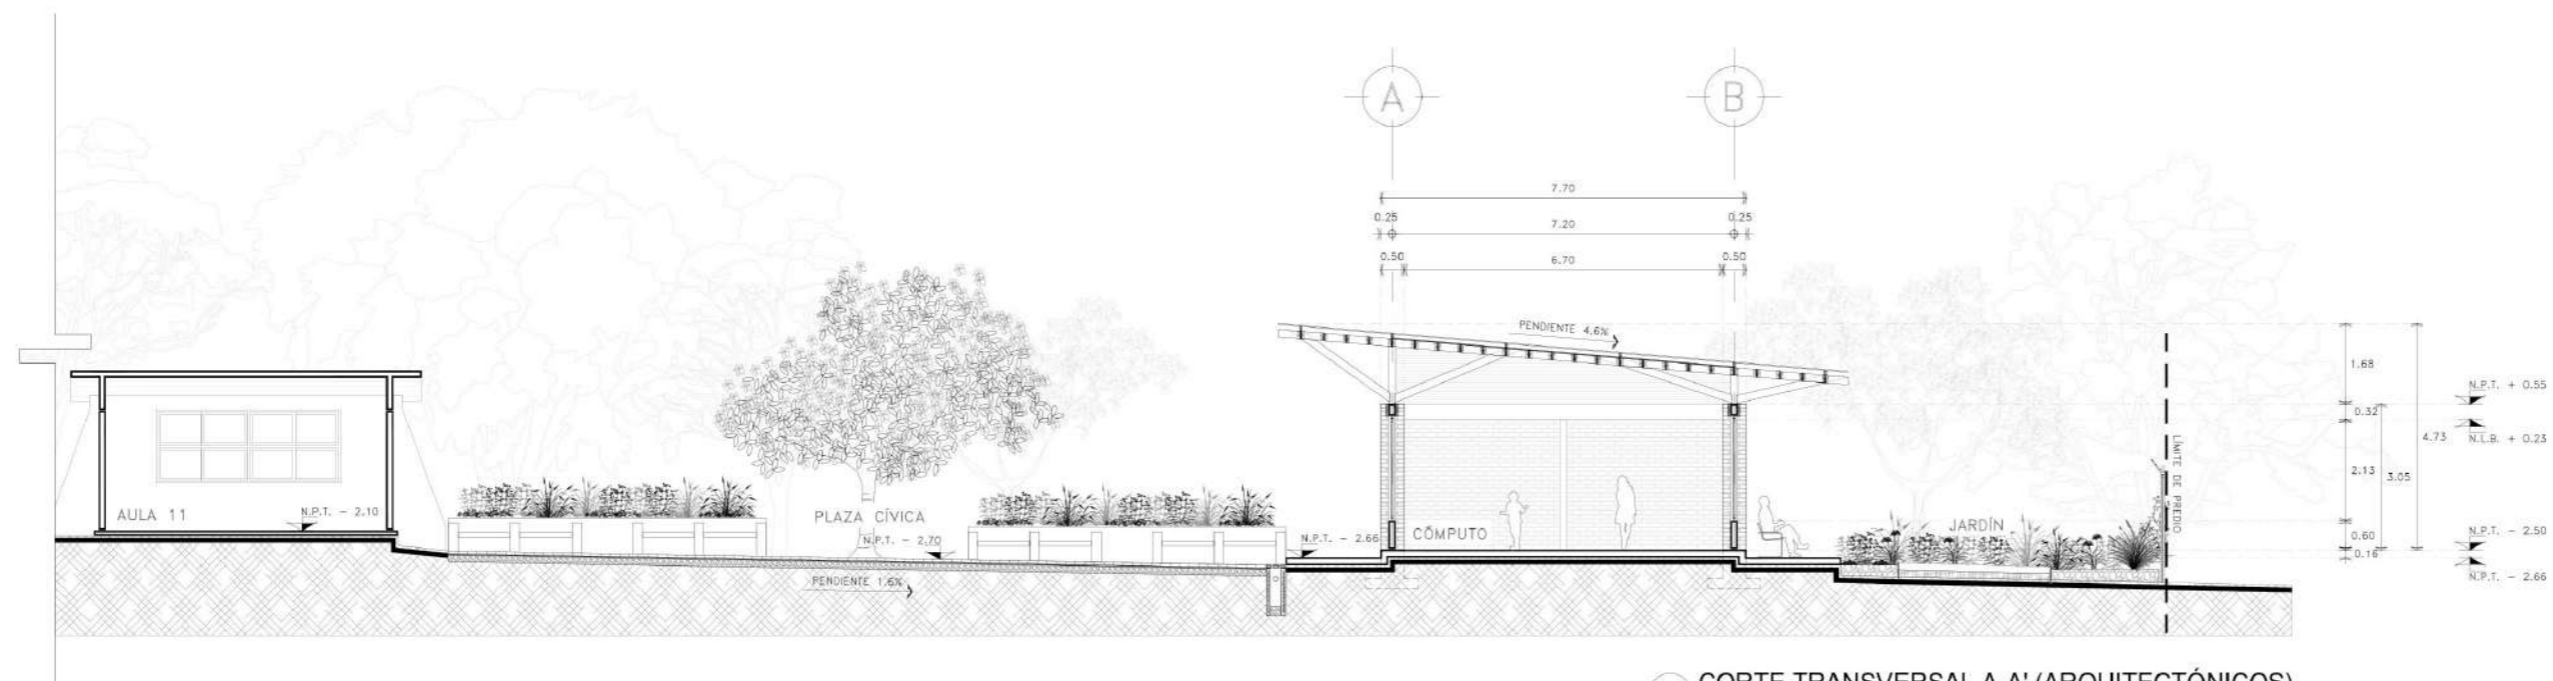 A
B
7.70
0.25
0.25
7.20
0.50
0.50
6.70
PENDIENTE 4.6%
1.68
N.P.T. + 0.55
0.32
4.73
N.L.B. + 0.23
2.13
3.05
LÍMITE DE PREDIO
AULA 11
N.P.T. - 2.10
PLAZA CÍVICA
N.P.T. - 2.70
N.P.T. - 2.66
CÓMPUTO
JARDÍN
N.P.T. - 2.50
0.60
0.16
N.P.T. - 2.66
PENDIENTE 1.6%
CORTE TRANSVERSAL A-A' (ARQUITECTÓNICOS)